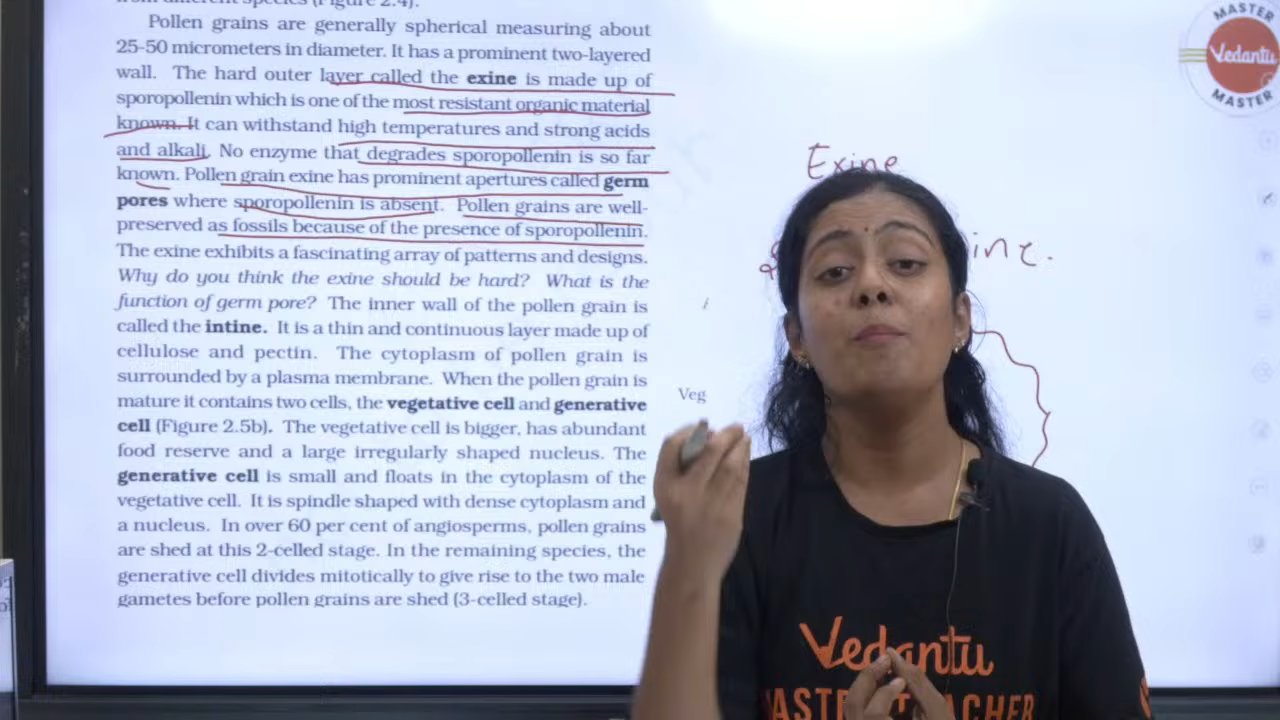 from different species (Figure 2.4).
Pollen grains are generally spherical measuring about
25-50 micrometers in diameter. It has a prominent two-layered
wall. The hard outer layer called the exine is made up of
sporopollenin which is one of the most resistant organic material
known. It can withstand high temperatures and strong acids
and alkali. No enzyme that degrades sporopollenin is so far
known. Pollen grain exine has prominent apertures called germ
pores where sporopollenin is absent. Pollen grains are well-
preserved as fossils because of the presence of sporopollenin.
The exine exhibits a fascinating array of patterns and designs.
Why do you think the exine should be hard? What is the
function of germ pore? The inner wall of the pollen grain is
called the intine. It is a thin and continuous layer made up of
cellulose and pectin. The cytoplasm of pollen grain is
surrounded by a plasma membrane. When the pollen grain is
mature it contains two cells, the vegetative cell and generative
cell (Figure 2.5b). The vegetative cell is bigger, has abundant
food reserve and a large irregularly shaped nucleus. The
generative cell is small and floats in the cytoplasm of the
vegetative cell. It is spindle shaped with dense cytoplasm and
a nucleus. In over 60 per cent of angiosperms, pollen grains
are shed at this 2-celled stage. In the remaining species, the
generative cell divides mitotically to give rise to the two male
gametes before pollen grains are shed (3-celled stage).
Exine
ine.
Veg
MASTER
Vedantu
MASTER
Vedantu
MASTER TEACHER